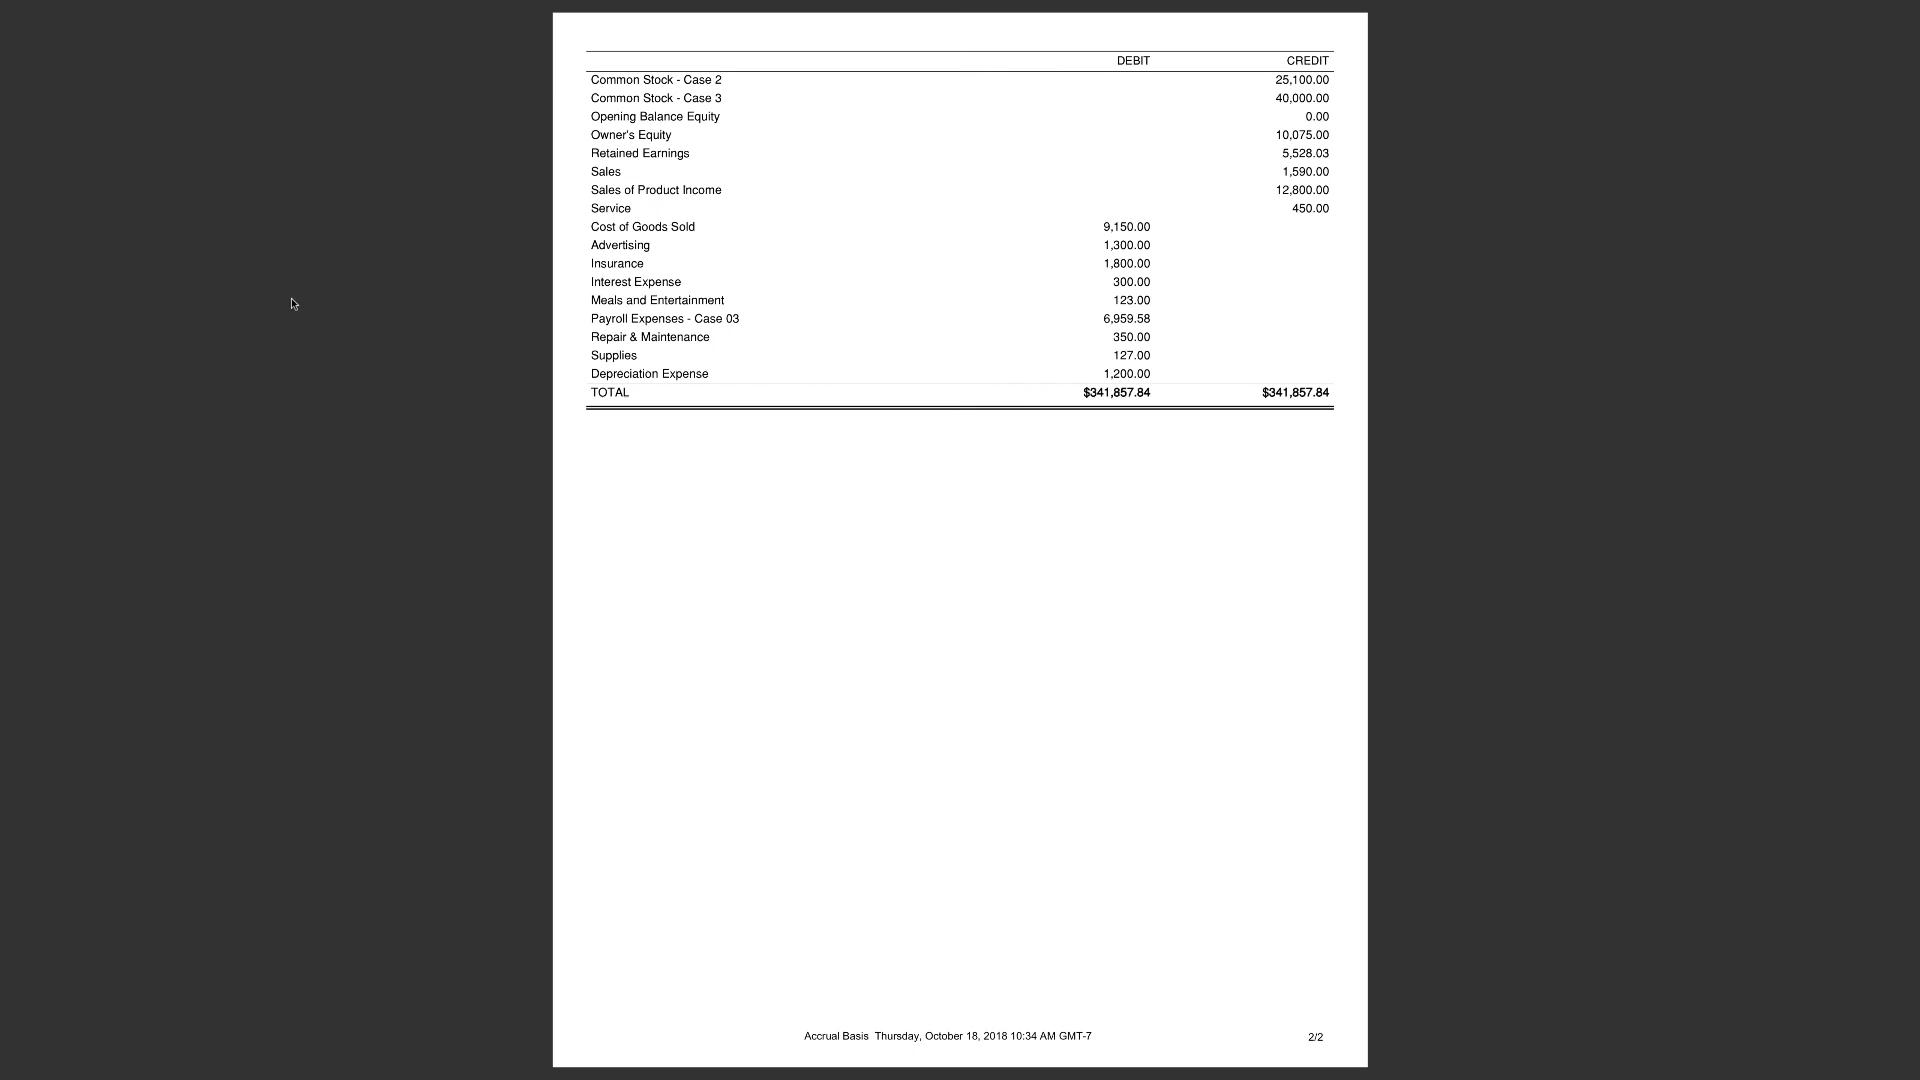 DEBIT CREDIT
Common Stock - Case 2 25,100.00
Common Stock - Case 3 40,000.00
Opening Balance Equity 0.00
Owner's Equity 10,075.00
Retained Earnings 5,528.03
Sales 1,590.00
Sales of Product Income 12,800.00
Service 450.00
Cost of Goods Sold 9,150.00
Advertising 1,300.00
Insurance 1,800.00
Interest Expense 300.00
Meals and Entertainment 123.00
Payroll Expenses - Case 03 6,959.58
Repair & Maintenance 350.00
Supplies 127.00
Depreciation Expense 1,200.00
TOTAL $341,857.84 $341,857.84
Accrual Basis  Thursday, October 18, 2018 10:34 AM GMT-7 2/2